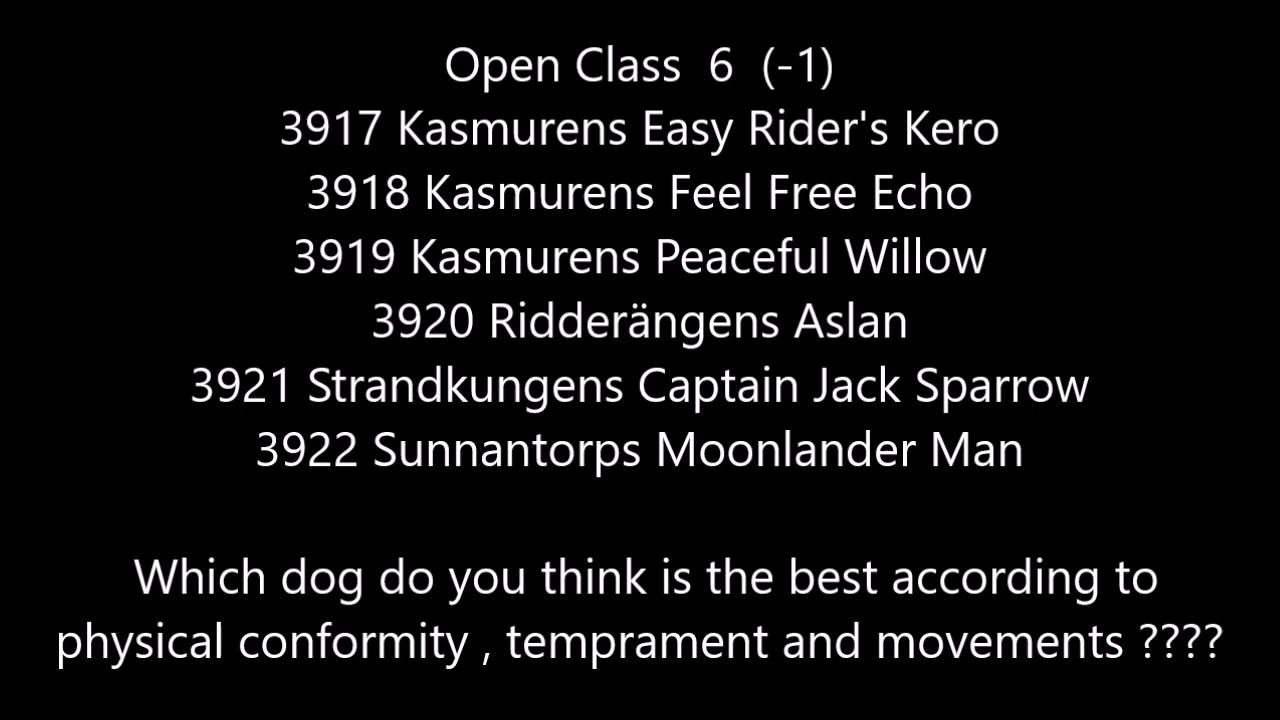 Open Class  6  (-1)
3917 Kasmurens Easy Rider's Kero
3918 Kasmurens Feel Free Echo
3919 Kasmurens Peaceful Willow
3920 Ridderängens Aslan
3921 Strandkungens Captain Jack Sparrow
3922 Sunnantorps Moonlander Man
Which dog do you think is the best according to
physical conformity , temprament and movements ????